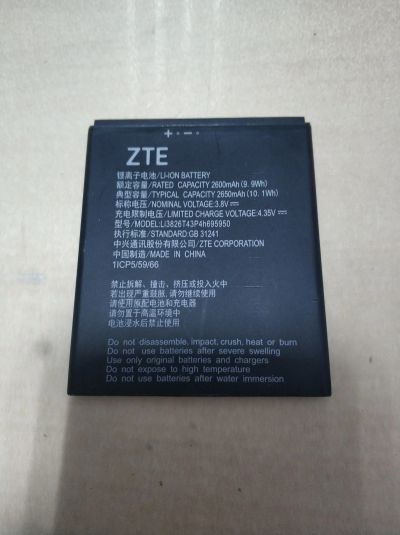 + · − ·
ZTE
锂离子电池/LI-ION BATTERY
额定容量/RATED CAPACITY 2600mAh (9.9Wh)
典型容量/TYPICAL CAPACITY 2650mAh (10.1Wh)
标称电压/NOMINAL VOLTAGE:3.8V ⎓
充电限制电压/LIMITED CHARGE VOLTAGE:4.35V ⎓
型号/MODEL:Li3826T43P4h695950
执行标准/STANDARD:GB 31241
中兴通讯股份有限公司/ZTE CORPORATION
中国制造/MADE IN CHINA
1ICP5/59/66
禁止拆解、撞击、挤压或投入火中
若出现严重鼓胀,请勿继续使用
请使用原配电池和充电器
请勿置于高温环境中
电池浸水后禁止使用
Do not disassemble, impact, crush, heat or burn
Do not use batteries after severe swelling
Use only original batteries and chargers
Do not expose to high temperature
Do not use batteries after water immersion